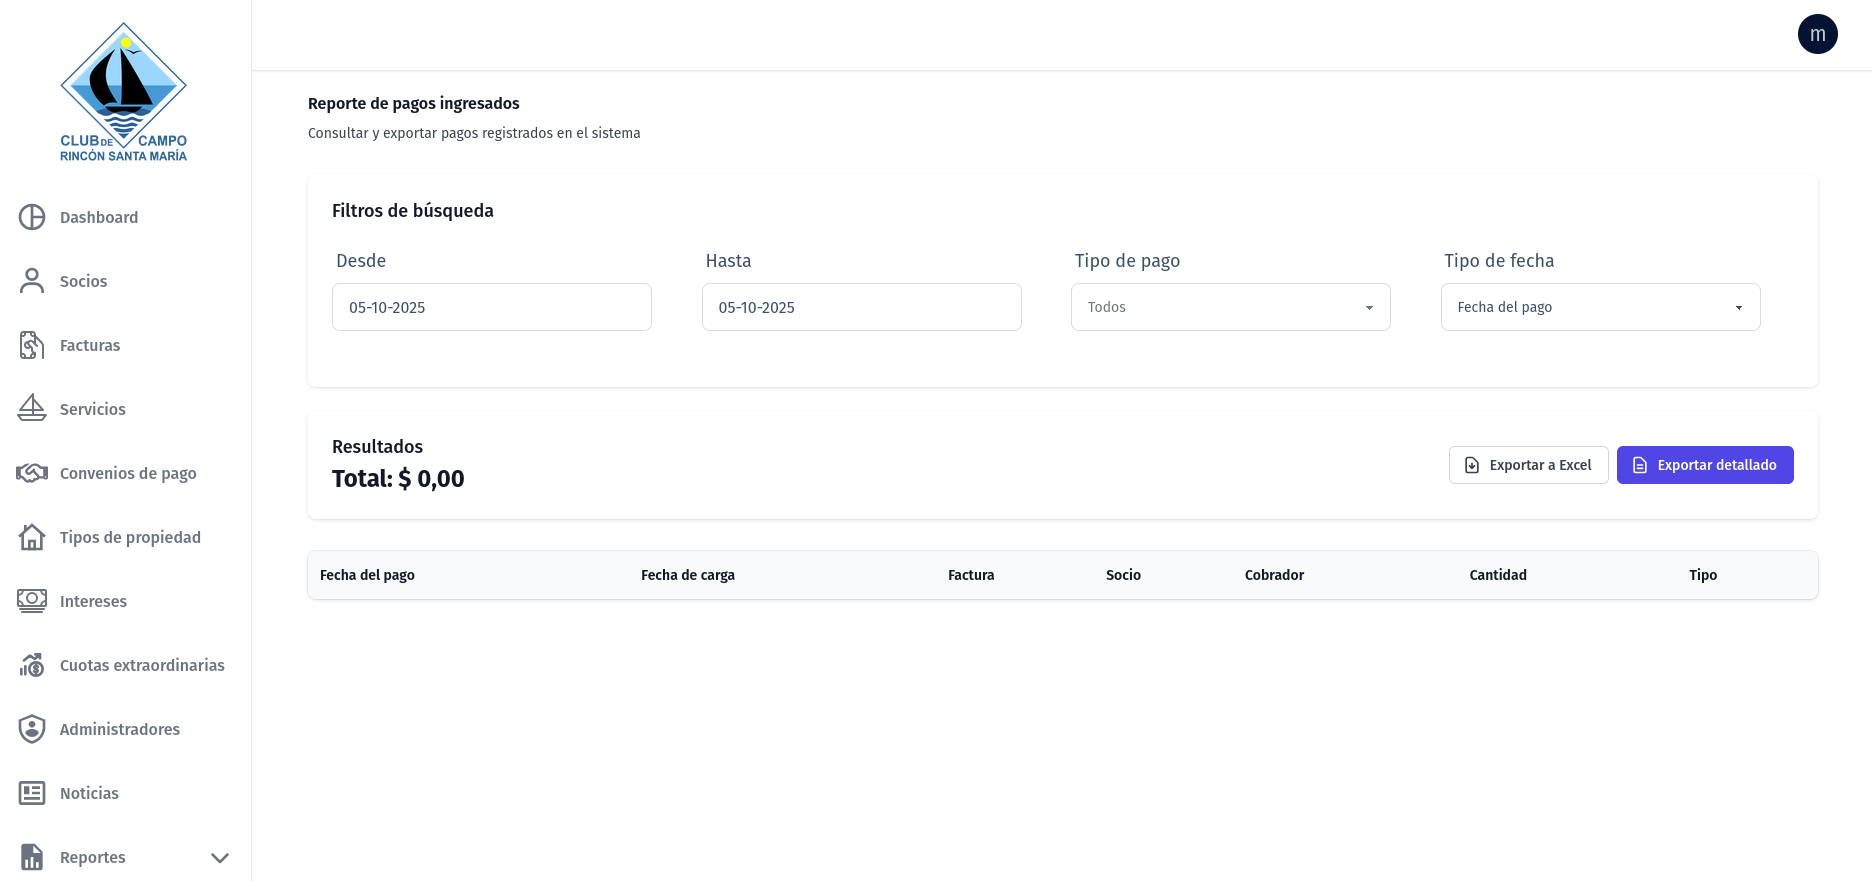 CLUB DE CAMPO
RINCÓN SANTA MARÍA
Dashboard
Socios
Facturas
Servicios
Convenios de pago
Tipos de propiedad
Intereses
Cuotas extraordinarias
Administradores
Noticias
Reportes
m
Reporte de pagos ingresados
Consultar y exportar pagos registrados en el sistema
Filtros de búsqueda
Desde Hasta Tipo de pago Tipo de fecha
05-10-2025 05-10-2025 Todos Fecha del pago
Resultados
Total: $ 0,00
Exportar a Excel Exportar detallado
Fecha del pago Fecha de carga Factura Socio Cobrador Cantidad Tipo